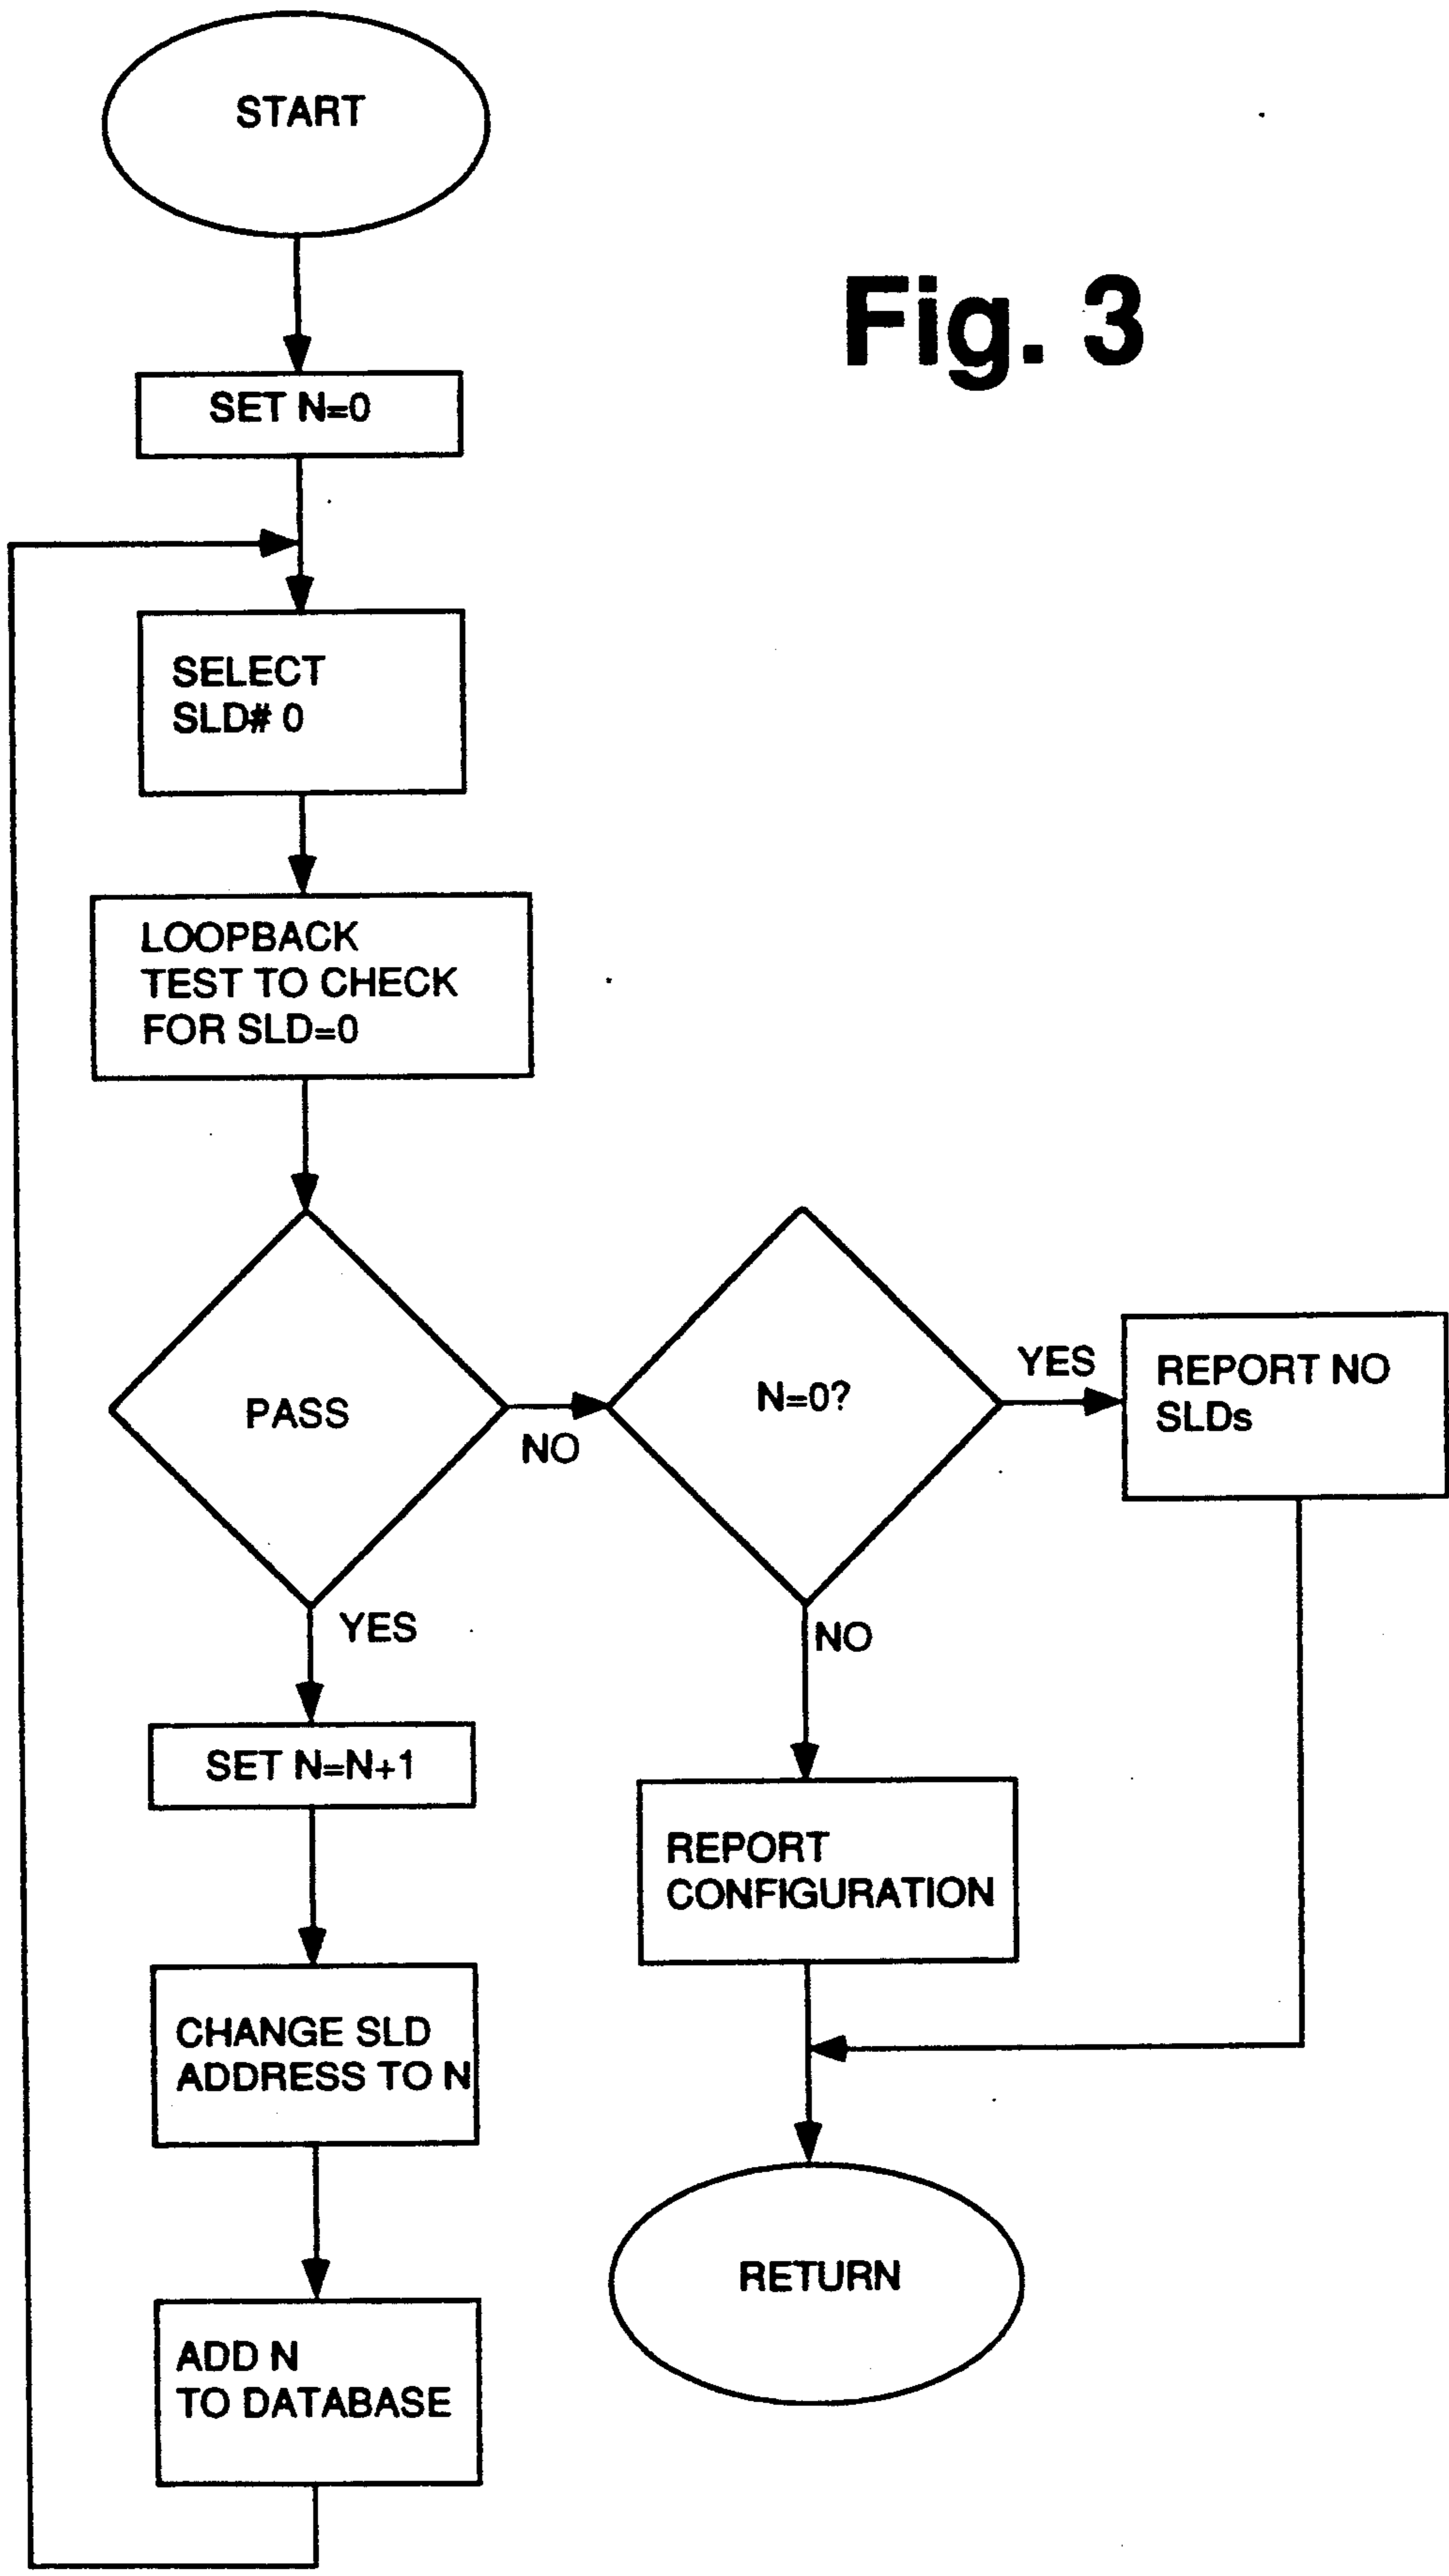 START
Fig. 3
SET N=0
SELECT
SLD# 0
LOOPBACK
TEST TO CHECK
FOR SLD=0
PASS
NO
N=0?
YES
REPORT NO
SLDs
YES
NO
SET N=N+1
REPORT
CONFIGURATION
CHANGE SLD
ADDRESS TO N
RETURN
ADD N
TO DATABASE